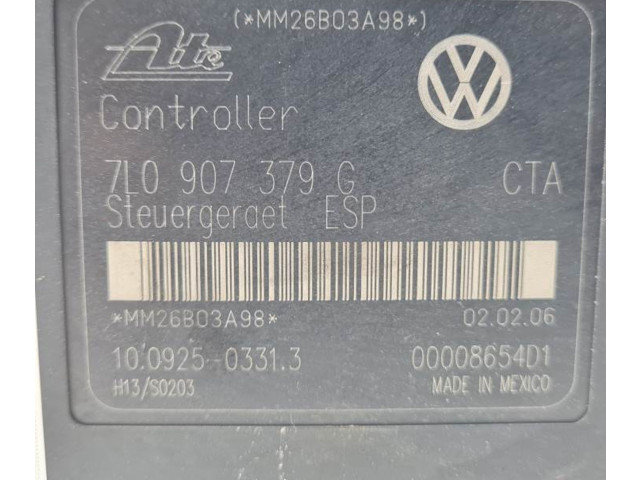 (*MM26B03A98*)
Ate
Controller
7L0 907 379 G CTA
Steuergeraet ESP
*MM26B03A98* 02.02.06
10.0925-0331.3 00008654D1
H13/S0203 MADE IN MEXICO